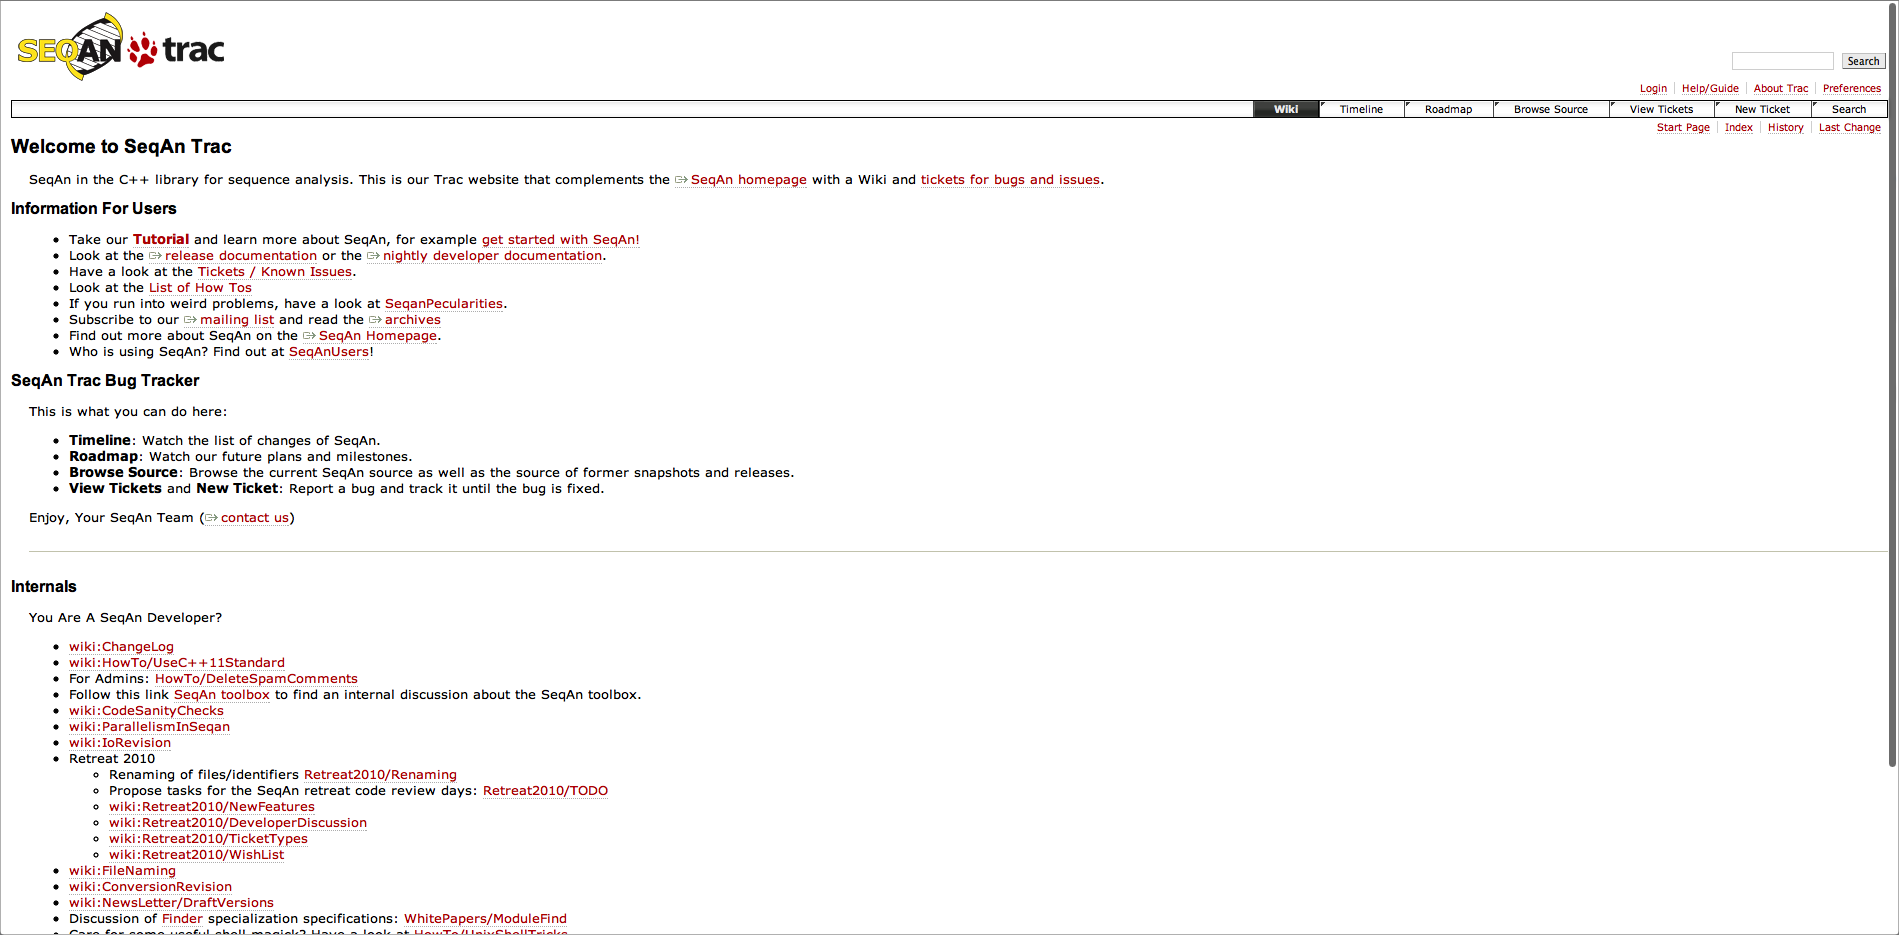 SEQAN trac
Search
Login Help/Guide About Trac Preferences
Wiki Timeline Roadmap Browse Source View Tickets New Ticket Search
Start Page Index History Last Change
Welcome to SeqAn Trac
SeqAn in the C++ library for sequence analysis. This is our Trac website that complements the SeqAn homepage with a Wiki and tickets for bugs and issues.
Information For Users
Take our Tutorial and learn more about SeqAn, for example get started with SeqAn!
Look at the release documentation or the nightly developer documentation.
Have a look at the Tickets / Known Issues.
Look at the List of How Tos
If you run into weird problems, have a look at SeqanPecularities.
Subscribe to our mailing list and read the archives
Find out more about SeqAn on the SeqAn Homepage.
Who is using SeqAn? Find out at SeqAnUsers!
SeqAn Trac Bug Tracker
This is what you can do here:
Timeline: Watch the list of changes of SeqAn.
Roadmap: Watch our future plans and milestones.
Browse Source: Browse the current SeqAn source as well as the source of former snapshots and releases.
View Tickets and New Ticket: Report a bug and track it until the bug is fixed.
Enjoy, Your SeqAn Team (contact us)
Internals
You Are A SeqAn Developer?
wiki:ChangeLog
wiki:HowTo/UseC++11Standard
For Admins: HowTo/DeleteSpamComments
Follow this link SeqAn toolbox to find an internal discussion about the SeqAn toolbox.
wiki:CodeSanityChecks
wiki:ParallelismInSeqan
wiki:IoRevision
Retreat 2010
Renaming of files/identifiers Retreat2010/Renaming
Propose tasks for the SeqAn retreat code review days: Retreat2010/TODO
wiki:Retreat2010/NewFeatures
wiki:Retreat2010/DeveloperDiscussion
wiki:Retreat2010/TicketTypes
wiki:Retreat2010/WishList
wiki:FileNaming
wiki:ConversionRevision
wiki:NewsLetter/DraftVersions
Discussion of Finder specialization specifications: WhitePapers/ModuleFind
Care for some useful shell magick? Have a look at HowTo/UnixShellTricks